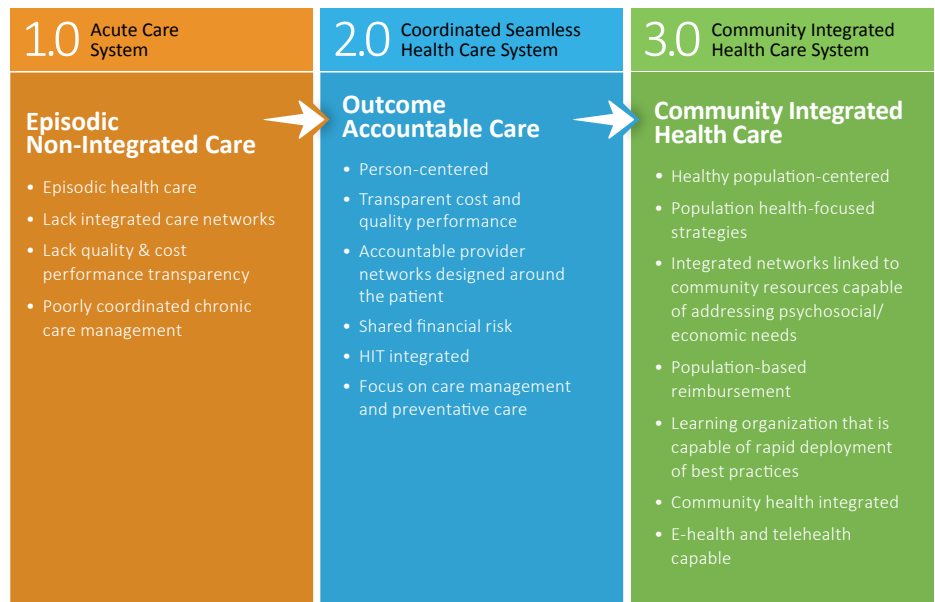 1.0 Acute Care
System
Episodic
Non-Integrated Care
• Episodic health care
• Lack integrated care networks
• Lack quality & cost
performance transparency
• Poorly coordinated chronic
care management
2.0 Coordinated Seamless
Health Care System
Outcome
Accountable Care
• Person-centered
• Transparent cost and
quality performance
• Accountable provider
networks designed around
the patient
• Shared financial risk
• HIT integrated
• Focus on care management
and preventative care
3.0 Community Integrated
Health Care System
Community Integrated
Health Care
• Healthy population-centered
• Population health-focused
strategies
• Integrated networks linked to
community resources capable
of addressing psychosocial/
economic needs
• Population-based
reimbursement
• Learning organization that is
capable of rapid deployment
of best practices
• Community health integrated
• E-health and telehealth
capable